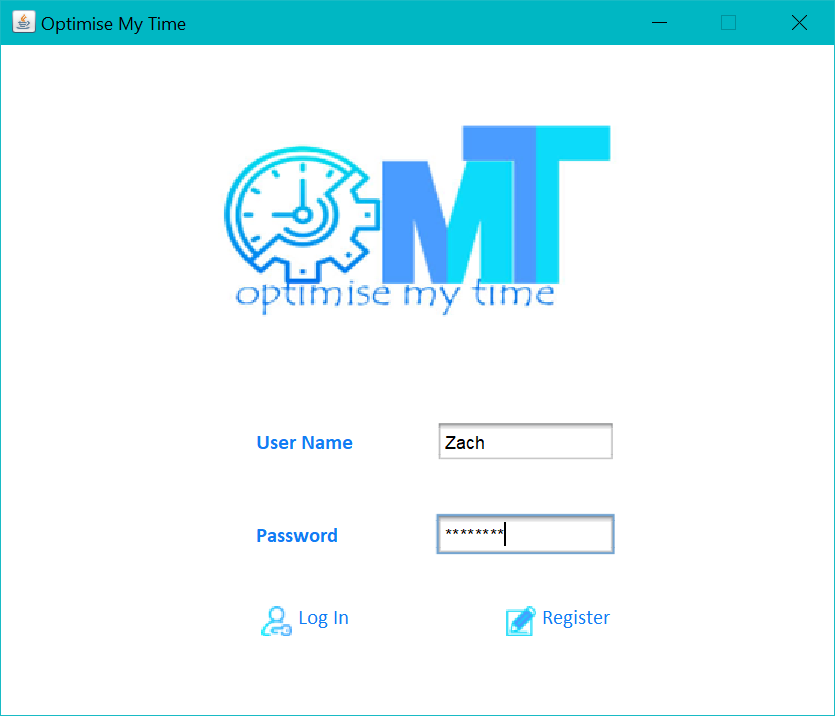 Optimise My Time
MT
optimise my time
User Name
Zach
Password
********
Log In
Register